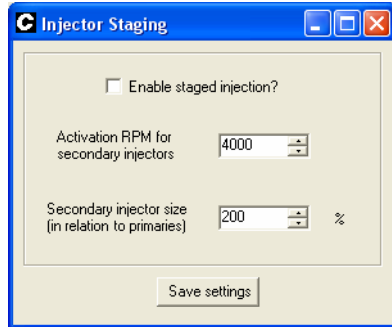 C Injector Staging
Enable staged injection?
Activation RPM for
secondary injectors
4000
Secondary injector size
(in relation to primaries)
200
%
Save settings